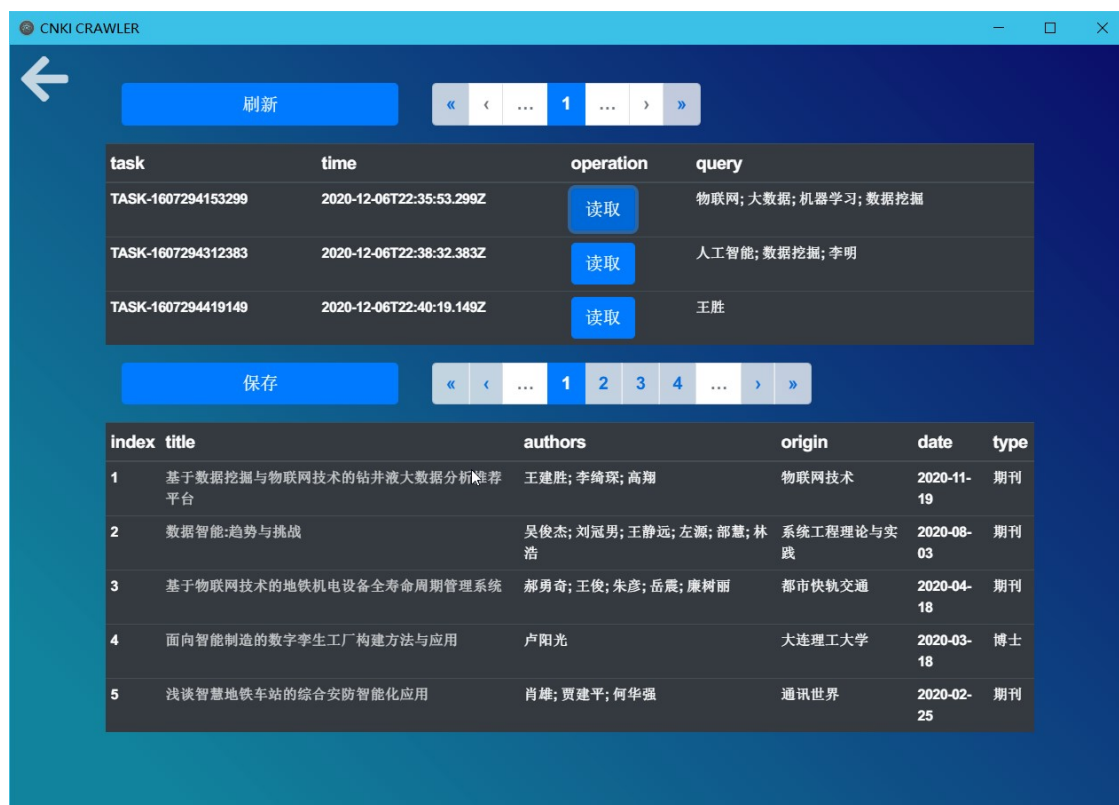 CNKI CRAWLER
刷新 « ‹ … 1 … › »
task time operation query
TASK-1607294153299 2020-12-06T22:35:53.299Z 读取 物联网; 大数据; 机器学习; 数据挖掘
TASK-1607294312383 2020-12-06T22:38:32.383Z 读取 人工智能; 数据挖掘; 李明
TASK-1607294419149 2020-12-06T22:40:19.149Z 读取 王胜
保存 « ‹ … 1 2 3 4 … › »
index title authors origin date type
1 基于数据挖掘与物联网技术的钻井液大数据分析推荐 王建胜; 李绮琛; 高翔 物联网技术 2020-11- 期刊
平台 19
2 数据智能:趋势与挑战 吴俊杰; 刘冠男; 王静远; 左源; 部慧; 林 系统工程理论与实 2020-08- 期刊
浩 践 03
3 基于物联网技术的地铁机电设备全寿命周期管理系统 郝勇奇; 王俊; 朱彦; 岳震; 廉树丽 都市快轨交通 2020-04- 期刊
18
4 面向智能制造的数字孪生工厂构建方法与应用 卢阳光 大连理工大学 2020-03- 博士
18
5 浅谈智慧地铁车站的综合安防智能化应用 肖雄; 贾建平; 何华强 通讯世界 2020-02- 期刊
25